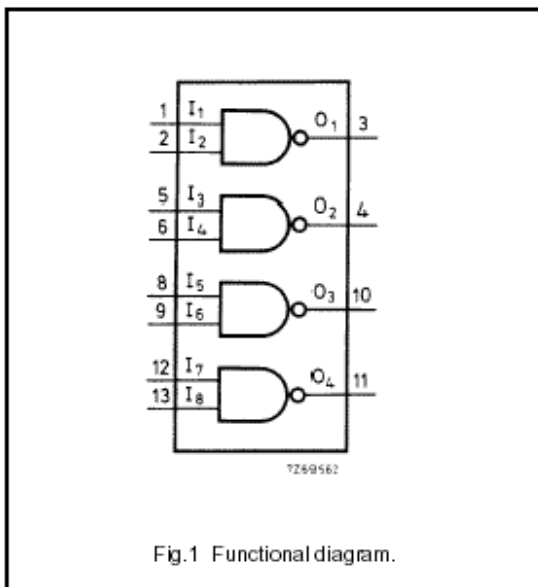 1 I1
2 I2
O1 3
5 I3
6 I4
O2 4
8 I5
9 I6
O3 10
12 I7
13 I8
O4 11
7Z69562
Fig.1 Functional diagram.